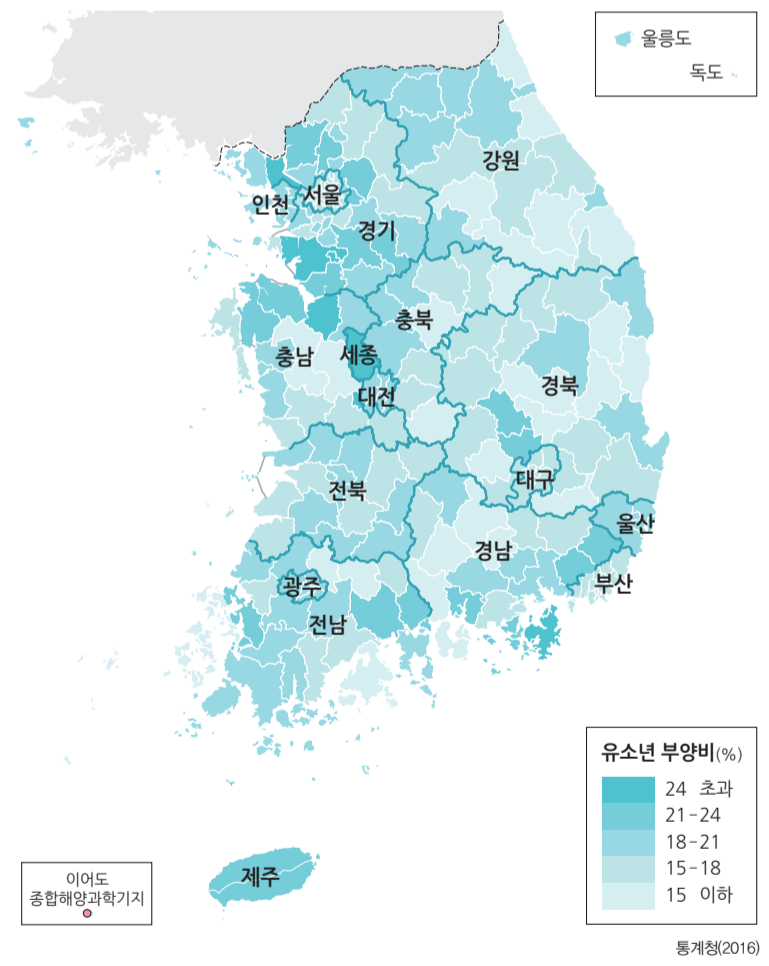 울릉도
독도
강원
서울
인천
경기
충북
충남
세종
대전
경북
대구
전북
울산
경남
부산
광주
전남
제주
유소년 부양비(%)
24 초과
21-24
18-21
15-18
15 이하
이어도
종합해양과학기지
통계청(2016)